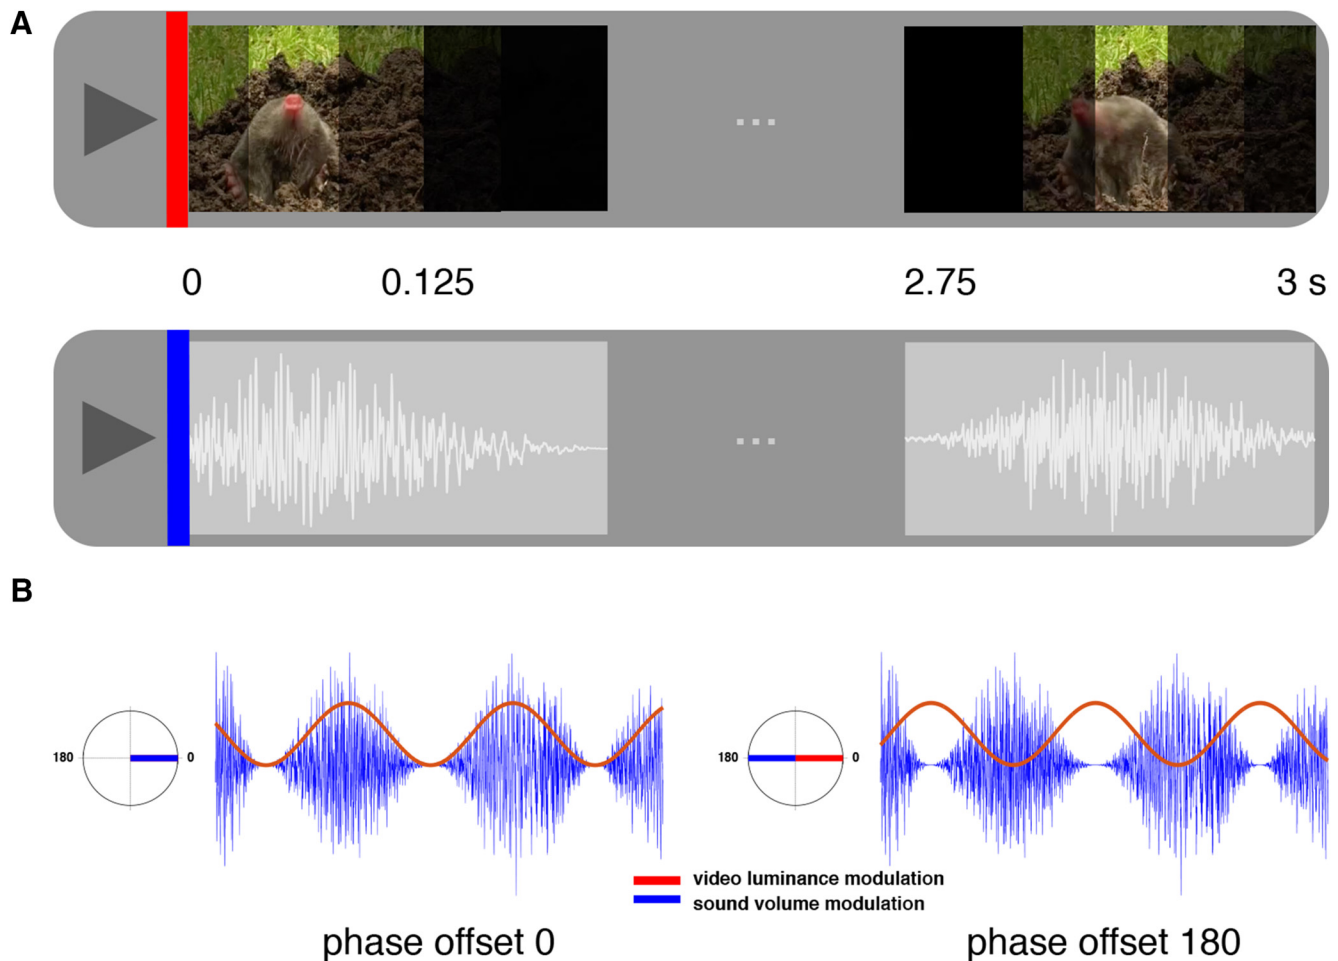 A
0 0.125 2.75 3 s
B
180 0 180 0
video luminance modulation
sound volume modulation
phase offset 0 phase offset 180